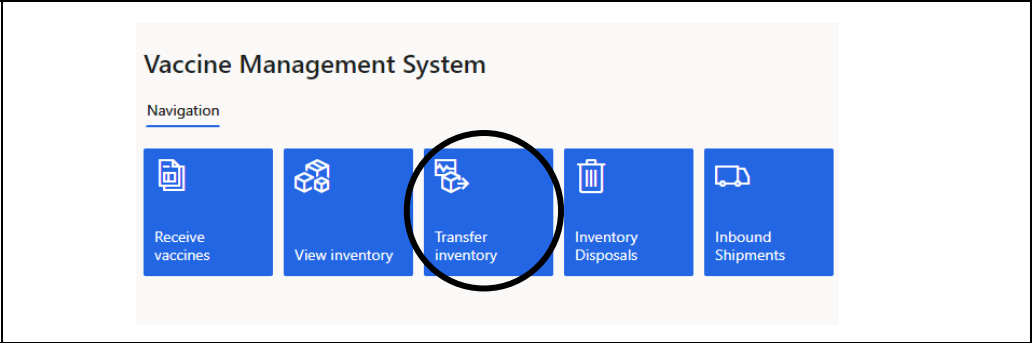 Vaccine Management System
Navigation
Receive
vaccines
View inventory
Transfer
inventory
Inventory
Disposals
Inbound
Shipments